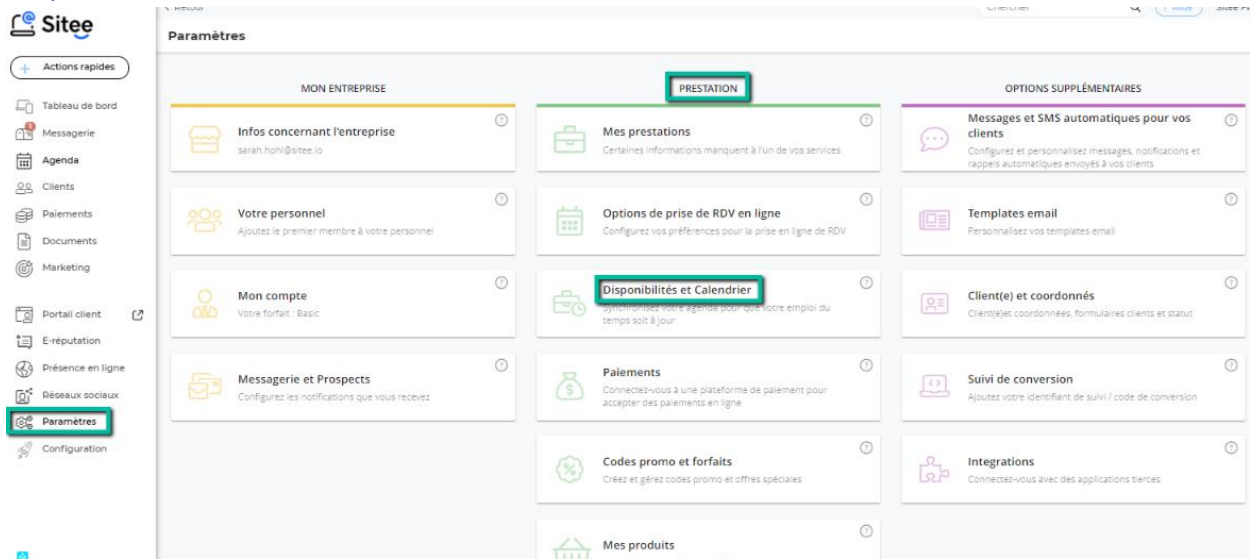 Sitee
Actions rapides
Tableau de bord
Messagerie
Agenda
Clients
Paiements
Documents
Marketing
Portail client
E-réputation
Présence en ligne
Réseaux sociaux
Paramètres
Configuration
< Retour
Chercher
Paramètres
MON ENTREPRISE
Infos concernant l'entreprise
sarah.hohl@sitee.io
Votre personnel
Ajoutez le premier membre à votre personnel
Mon compte
Votre forfait : Basic
Messagerie et Prospects
Configurez les notifications que vous recevez
PRESTATION
Mes prestations
Certaines informations manquent à l'un de vos services
Options de prise de RDV en ligne
Configurez vos préférences pour la prise en ligne de RDV
Disponibilités et Calendrier
Synchronisez votre agenda pour que votre emploi du
temps soit à jour
Paiements
Connectez-vous à une plateforme de paiement pour
accepter des paiements en ligne
Codes promo et forfaits
Créez et gérez codes promo et offres spéciales
Mes produits
OPTIONS SUPPLÉMENTAIRES
Messages et SMS automatiques pour vos
clients
Configurez et personnalisez messages, notifications et
rappels automatiques envoyés à vos clients
Templates email
Personnalisez vos templates email
Client(e) et coordonnés
Client(e)et coordonnées, formulaires clients et statut
Suivi de conversion
Ajoutez votre identifiant de suivi / code de conversion
Integrations
Connectez-vous avec des applications tierces